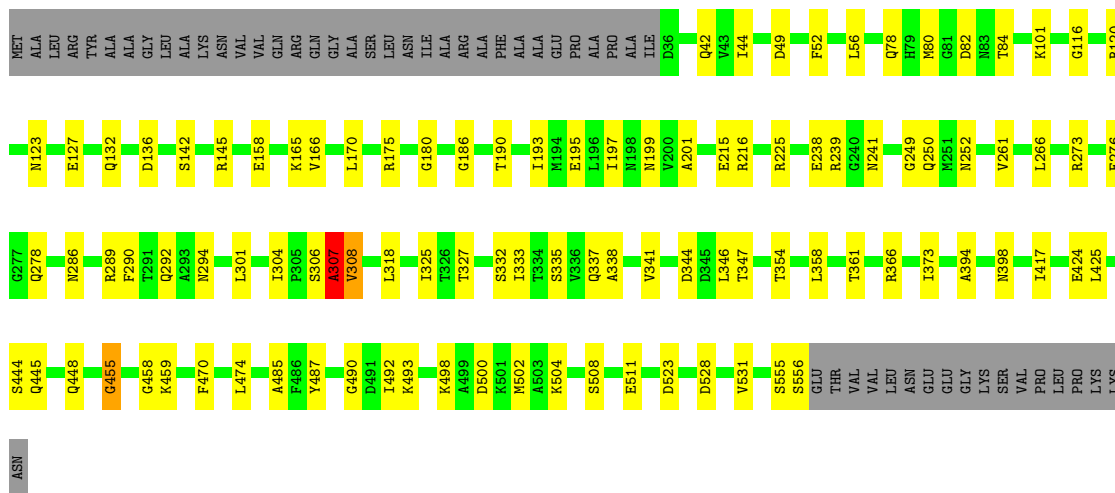 MET ALA LEU ARG TYR ALA ALA GLY LEU ALA LYS ASN VAL VAL GLN ARG GLN GLY ALA SER LEU ASN ILE ALA ARG ALA PHE ALA ALA GLU PRO ALA PRO ALA ILE D36 Q42 V43 I44 D49 F52 L56 Q78 H79 M80 G81 D82 N83 T84 K101 G116
N123 E127 Q132 D136 S142 R145 E158 K165 V166 L170 R175 G180 G186 T190 I193 M194 E195 L196 I197 N198 N199 V200 A201 E215 R216 R225 E238 R239 G240 N241 G249 Q250 M251 N252 V261 L266 R273
G277 Q278 N286 R289 F290 T291 Q292 A293 N294 L301 I304 P305 S306 A307 V308 L318 I325 T326 T327 S332 I333 T334 S335 V336 Q337 A338 V341 D344 D345 L346 T347 T354 L358 T361 R366 I373 A394 N398 I417 E424 L425
S444 Q445 Q448 G455 G458 K459 F470 L474 A485 F486 Y487 G490 D491 I492 K493 K498 A499 D500 K501 M502 A503 K504 S508 E511 D523 D528 V531 S555 S556 GLU THR VAL VAL LEU ASN GLU GLU GLY LYS SER VAL PRO LEU PRO LYS LYS
ASN